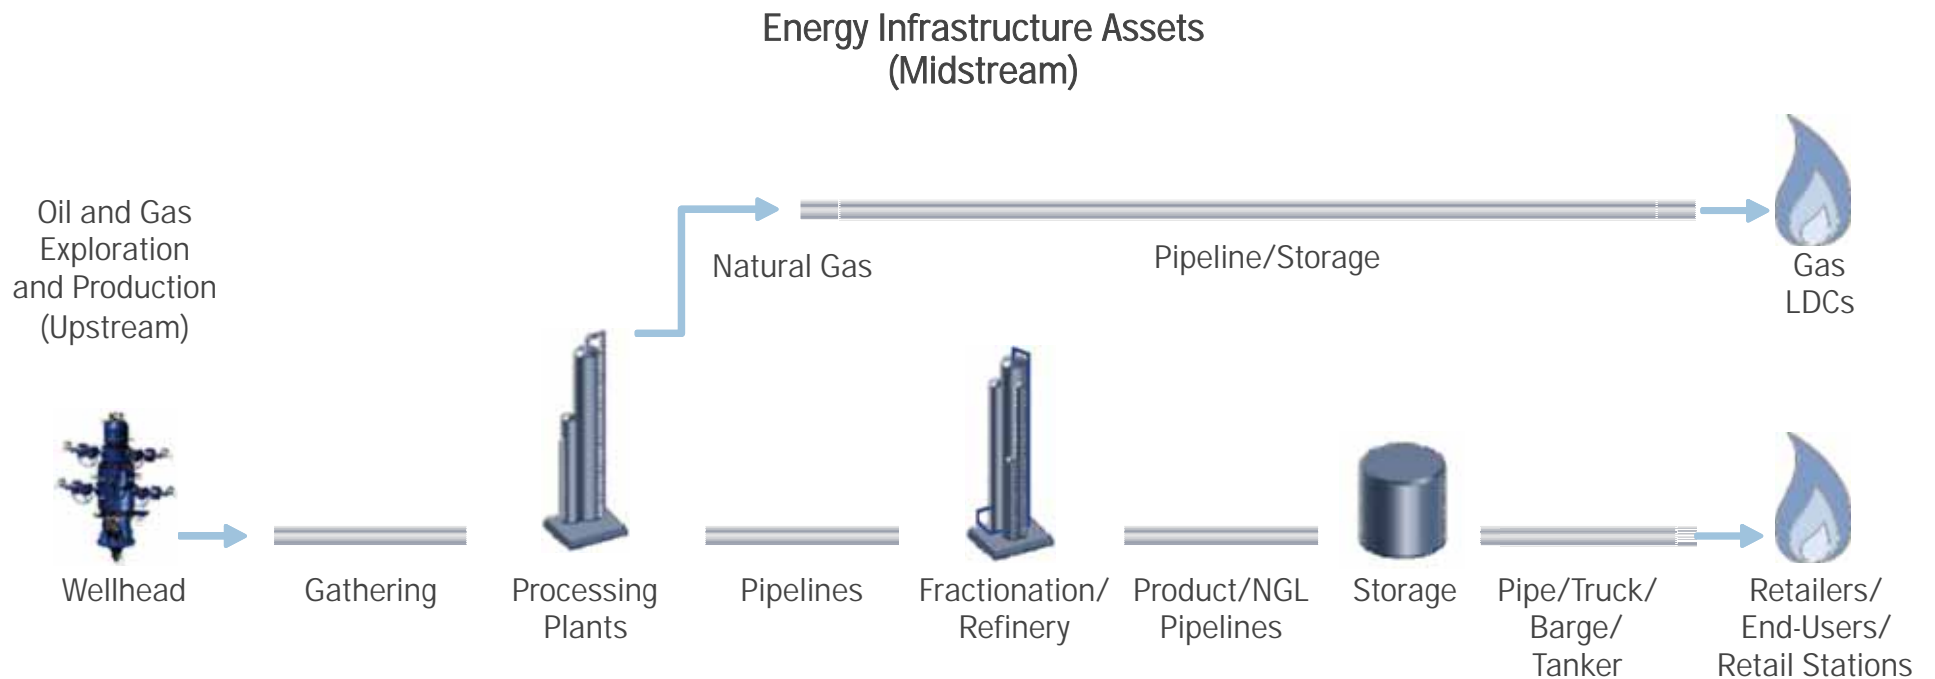 Energy Infrastructure Assets
(Midstream)
Oil and Gas
Exploration
and Production
(Upstream)
Natural Gas
Pipeline/Storage
Gas
LDCs
Wellhead
Gathering
Processing
Plants
Pipelines
Fractionation/
Refinery
Product/NGL
Pipelines
Storage
Pipe/Truck/
Barge/
Tanker
Retailers/
End-Users/
Retail Stations